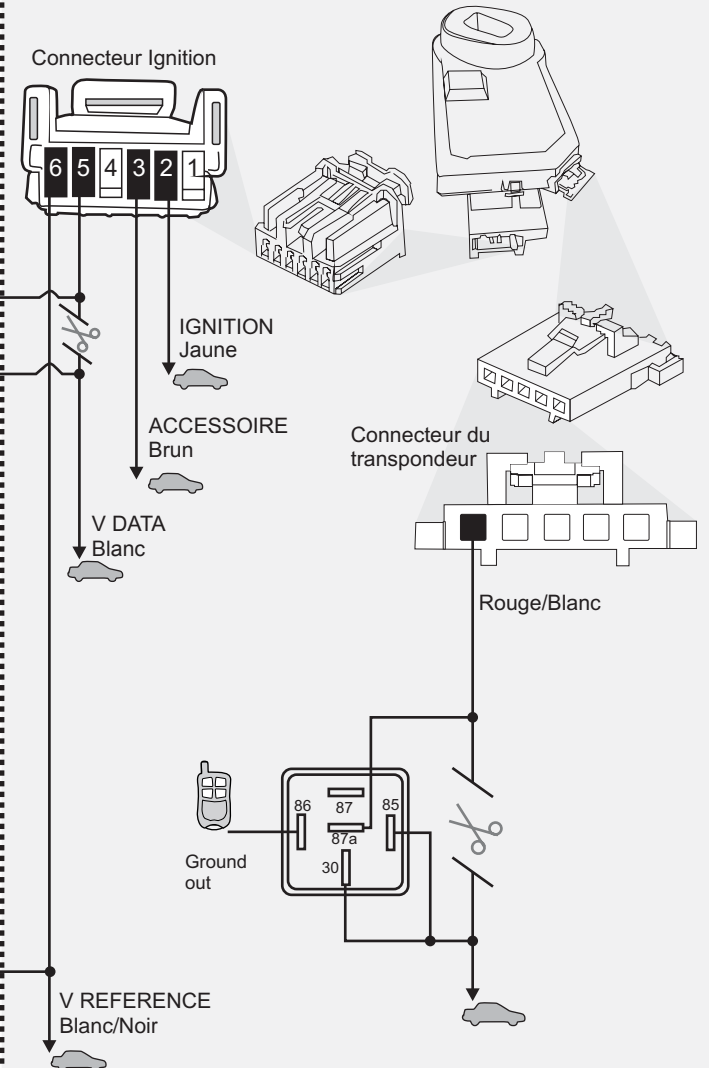 Connecteur Ignition
6 5 4 3 2 1
IGNITION
Jaune
ACCESSOIRE
Brun
V DATA
Blanc
Connecteur du
transpondeur
Rouge/Blanc
86 87 85
87a
30
Ground
out
V REFERENCE
Blanc/Noir